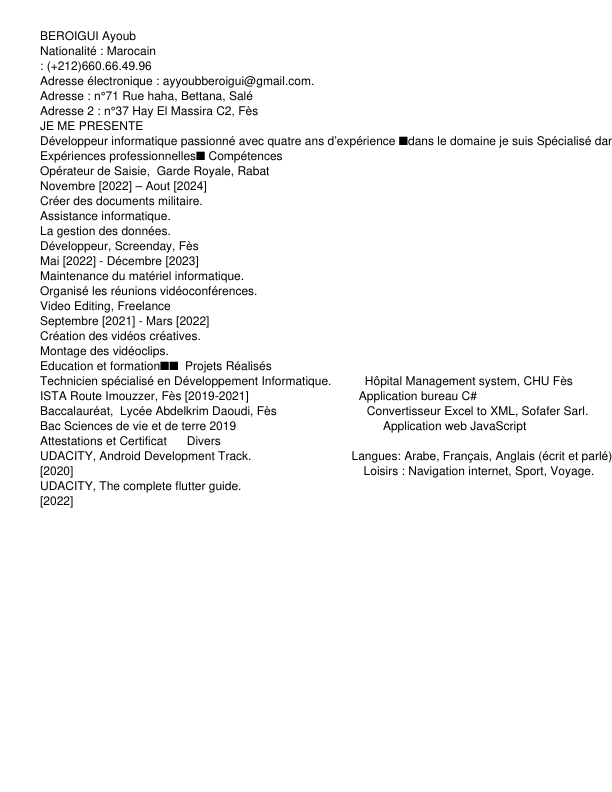 BEROIGUI Ayoub
Nationalité : Marocain
: (+212)660.66.49.96
Adresse électronique : ayyoubberoigui@gmail.com.
Adresse : n°71 Rue haha, Bettana, Salé
Adresse 2 : n°37 Hay El Massira C2, Fès
JE ME PRESENTE
Développeur informatique passionné avec quatre ans d'expérience ■dans le domaine je suis Spécialisé dan
Expériences professionnelles■ Compétences
Opérateur de Saisie, Garde Royale, Rabat
Novembre [2022] – Aout [2024]
Créer des documents militaire.
Assistance informatique.
La gestion des données.
Développeur, Screenday, Fès
Mai [2022] - Décembre [2023]
Maintenance du matériel informatique.
Organisé les réunions vidéoconférences.
Video Editing, Freelance
Septembre [2021] - Mars [2022]
Création des vidéos créatives.
Montage des vidéoclips.
Education et formation■■ Projets Réalisés
Technicien spécialisé en Développement Informatique. Hôpital Management system, CHU Fès
ISTA Route Imouzzer, Fès [2019-2021] Application bureau C#
Baccalauréat, Lycée Abdelkrim Daoudi, Fès Convertisseur Excel to XML, Sofafer Sarl.
Bac Sciences de vie et de terre 2019 Application web JavaScript
Attestations et Certificat Divers
UDACITY, Android Development Track. Langues: Arabe, Français, Anglais (écrit et parlé)
[2020] Loisirs : Navigation internet, Sport, Voyage.
UDACITY, The complete flutter guide.
[2022]